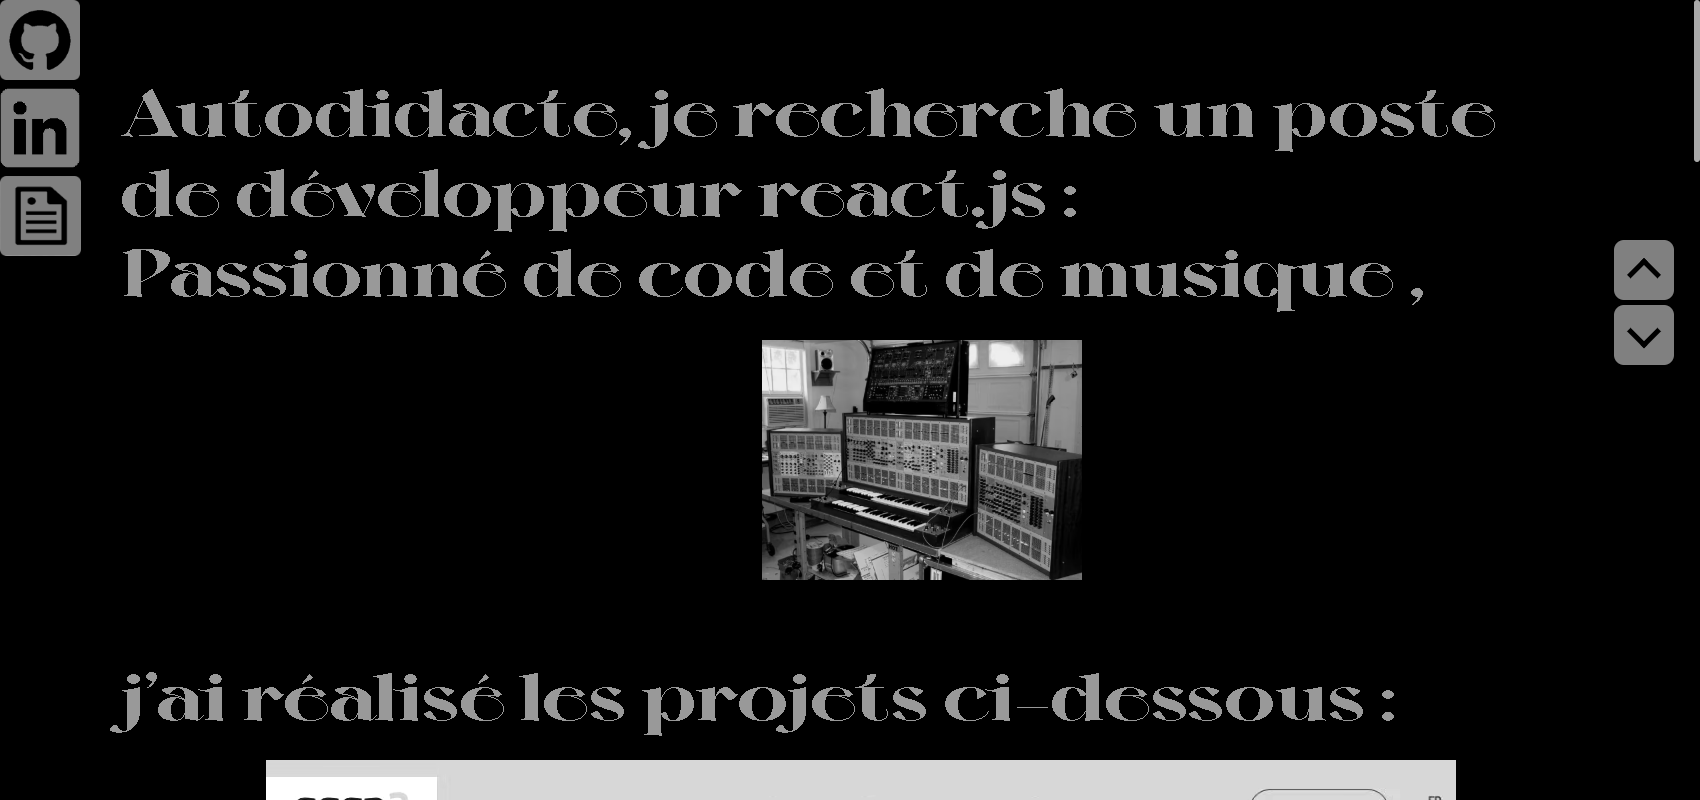 in
Autodidacte, je recherche un poste
de développeur react.js :
Passionné de code et de musique ,
j'ai réalisé les projets ci-dessous :